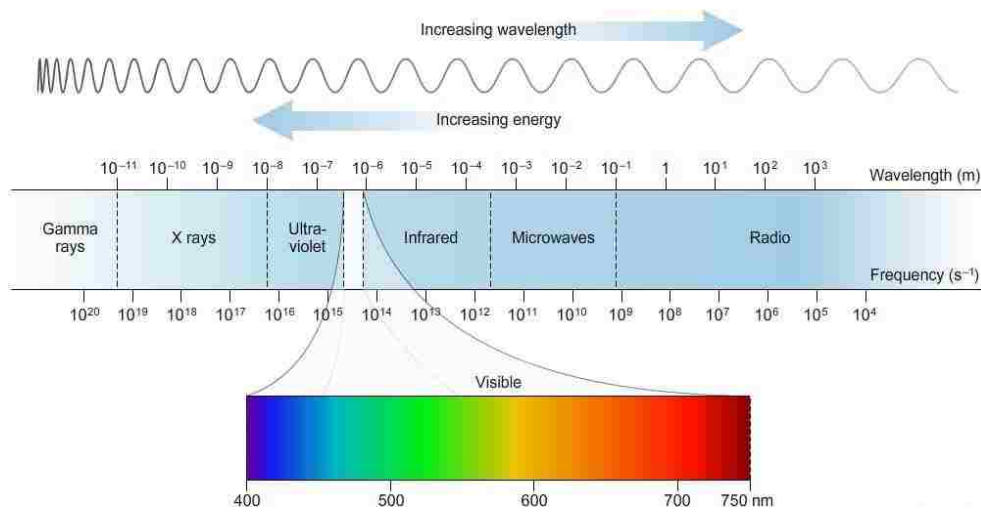 Increasing wavelength
Increasing energy
10⁻¹¹ 10⁻¹⁰ 10⁻⁹ 10⁻⁸ 10⁻⁷ 10⁻⁶ 10⁻⁵ 10⁻⁴ 10⁻³ 10⁻² 10⁻¹ 1 10¹ 10² 10³ Wavelength (m)
Gamma
rays
X rays
Ultra-
violet
Infrared
Microwaves
Radio
Frequency (s⁻¹)
10²⁰ 10¹⁹ 10¹⁸ 10¹⁷ 10¹⁶ 10¹⁵ 10¹⁴ 10¹³ 10¹² 10¹¹ 10¹⁰ 10⁹ 10⁸ 10⁷ 10⁶ 10⁵ 10⁴
Visible
400 500 600 700 750 nm